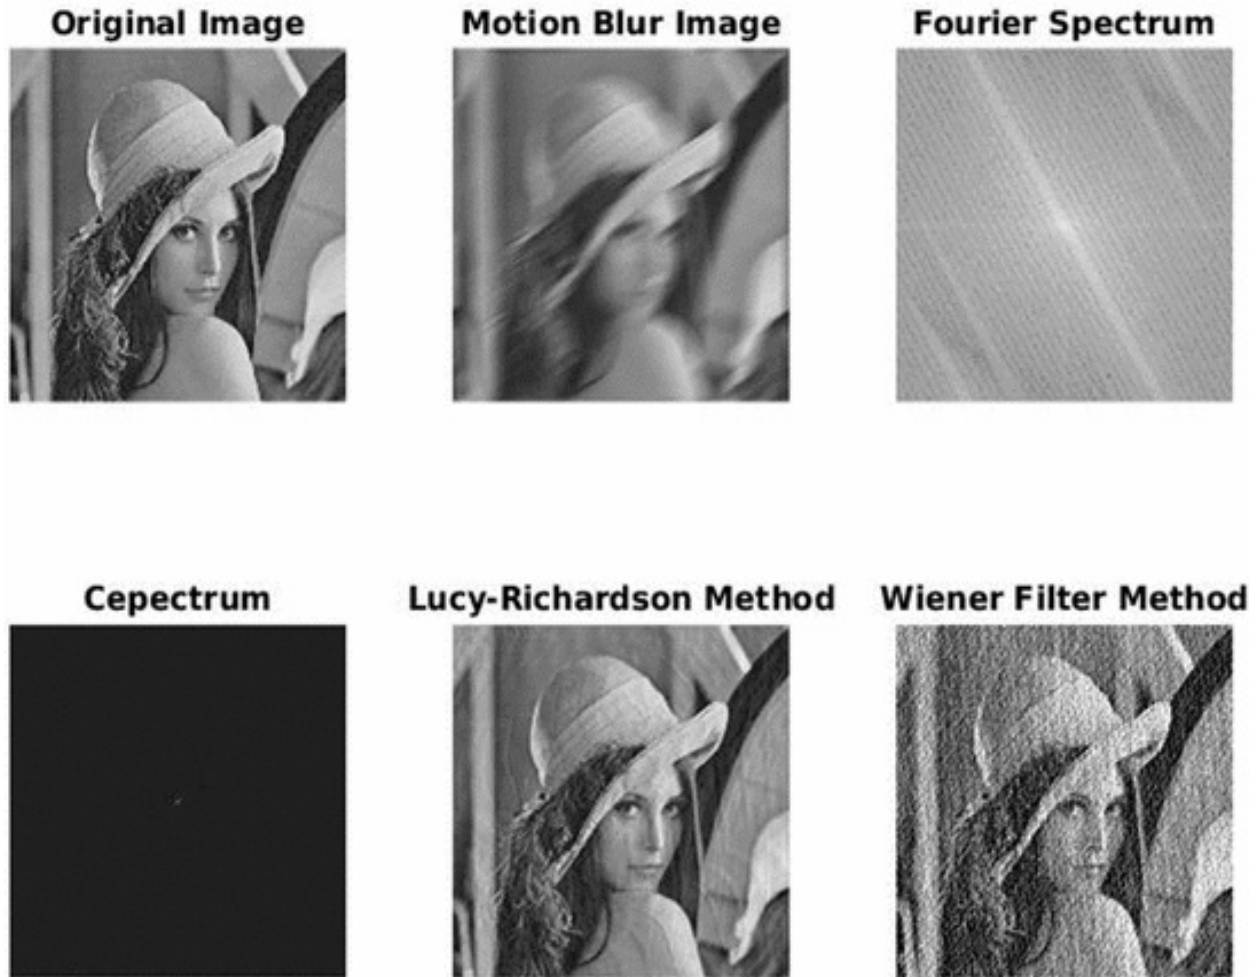 Original Image
Motion Blur Image
Fourier Spectrum
Cepectrum
Lucy-Richardson Method
Wiener Filter Method